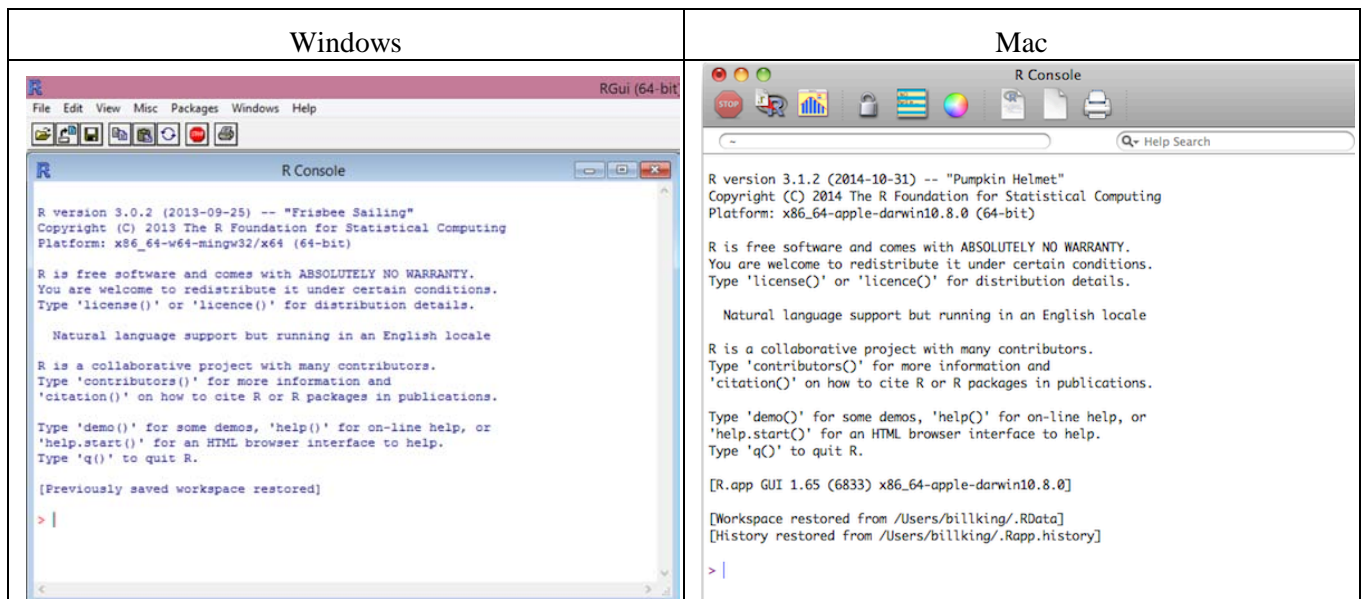 Windows
RGui (64-bit
File Edit View Misc Packages Windows Help
STOP
R Console
R version 3.0.2 (2013-09-25) -- "Frisbee Sailing"
Copyright (C) 2013 The R Foundation for Statistical Computing
Platform: x86_64-w64-mingw32/x64 (64-bit)
R is free software and comes with ABSOLUTELY NO WARRANTY.
You are welcome to redistribute it under certain conditions.
Type 'license()' or 'licence()' for distribution details.
Natural language support but running in an English locale
R is a collaborative project with many contributors.
Type 'contributors()' for more information and
'citation()' on how to cite R or R packages in publications.
Type 'demo()' for some demos, 'help()' for on-line help, or
'help.start()' for an HTML browser interface to help.
Type 'q()' to quit R.
[Previously saved workspace restored]
>
Mac
R Console
STOP
~
Help Search
R version 3.1.2 (2014-10-31) -- "Pumpkin Helmet"
Copyright (C) 2014 The R Foundation for Statistical Computing
Platform: x86_64-apple-darwin10.8.0 (64-bit)
R is free software and comes with ABSOLUTELY NO WARRANTY.
You are welcome to redistribute it under certain conditions.
Type 'license()' or 'licence()' for distribution details.
Natural language support but running in an English locale
R is a collaborative project with many contributors.
Type 'contributors()' for more information and
'citation()' on how to cite R or R packages in publications.
Type 'demo()' for some demos, 'help()' for on-line help, or
'help.start()' for an HTML browser interface to help.
Type 'q()' to quit R.
[R.app GUI 1.65 (6833) x86_64-apple-darwin10.8.0]
[Workspace restored from /Users/billking/.RData]
[History restored from /Users/billking/.Rapp.history]
>